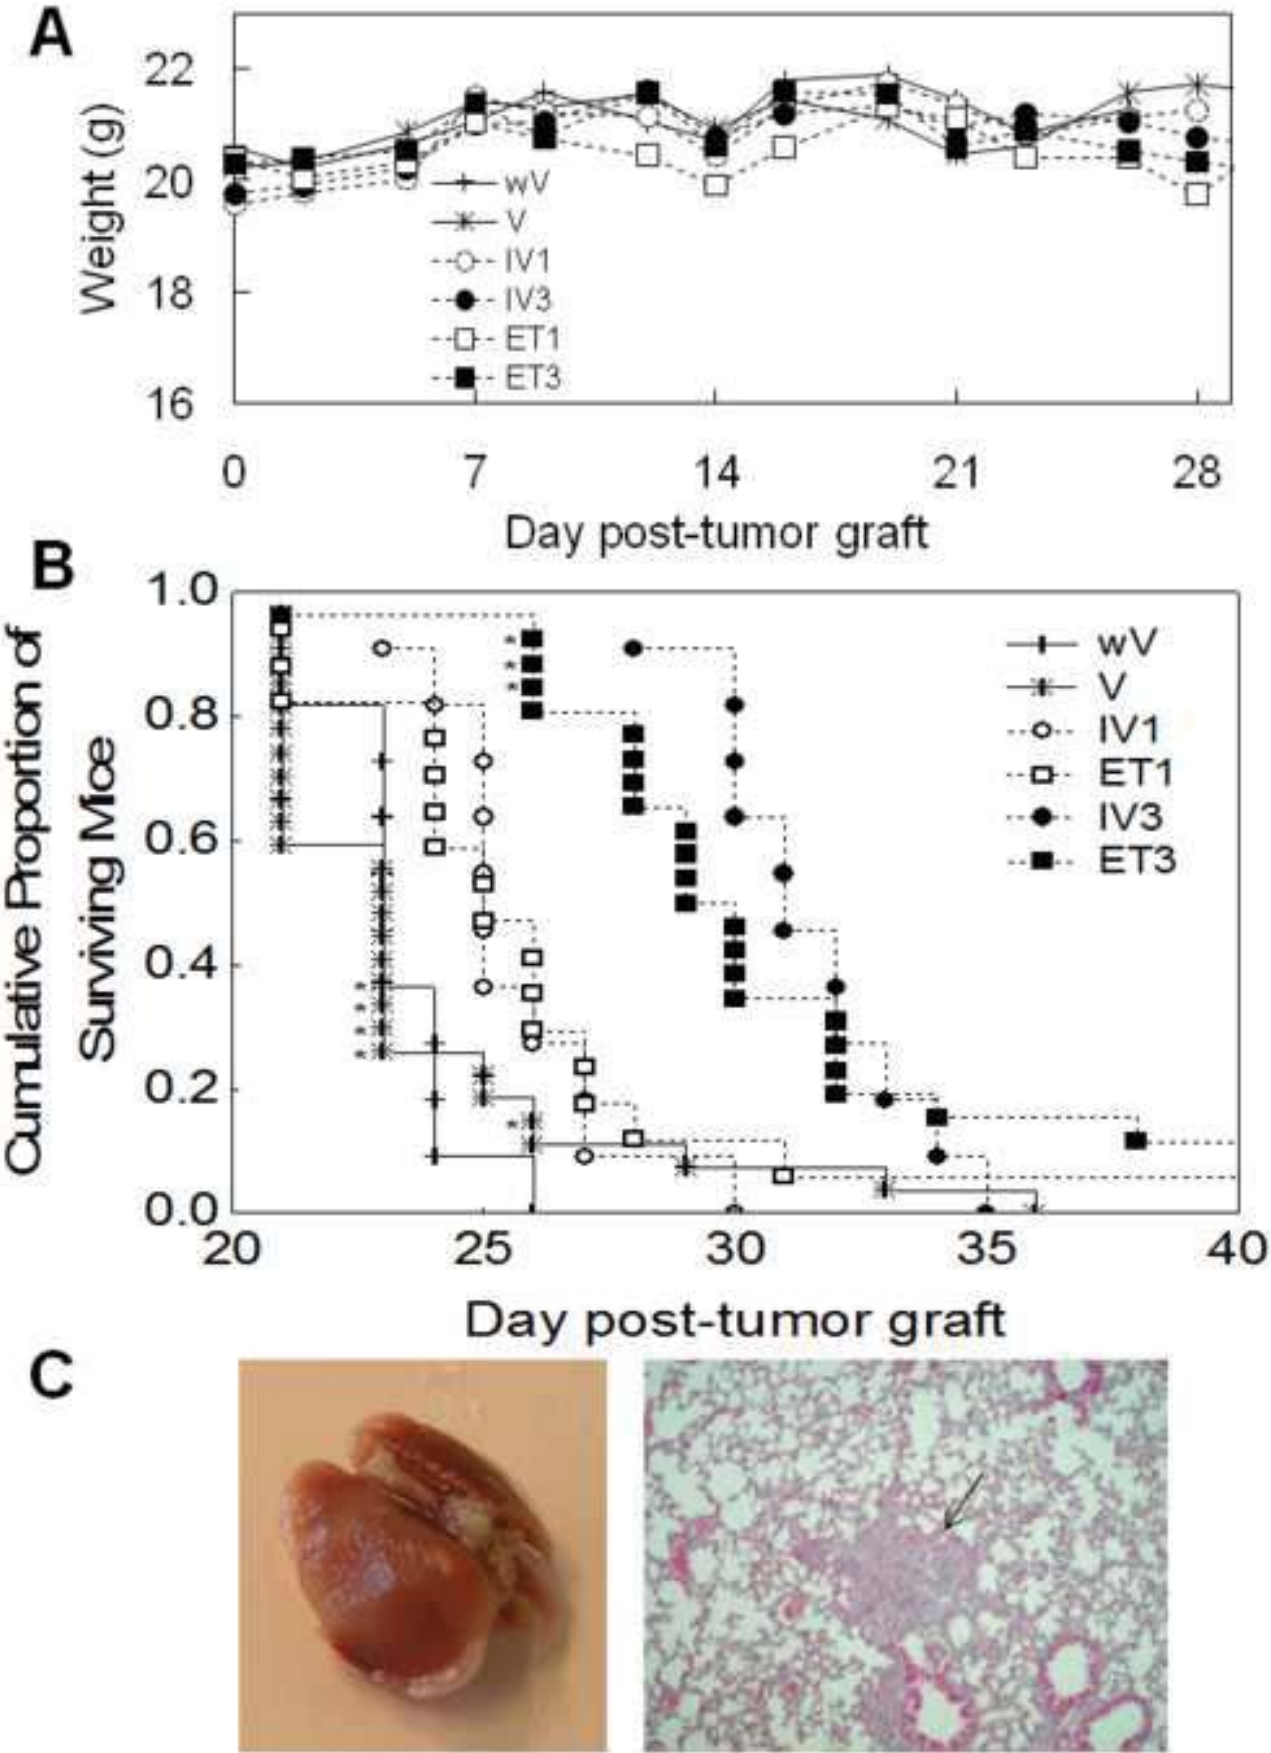 A
22
20
18
16
Weight (g)
wV
V
IV1
IV3
ET1
ET3
0 7 14 21 28
Day post-tumor graft
B
1.0
0.8
0.6
0.4
0.2
0.0
Cumulative Proportion of
Surviving Mice
wV
V
IV1
ET1
IV3
ET3
*
*
*
*
*
*
*
*
20 25 30 35 40
Day post-tumor graft
C